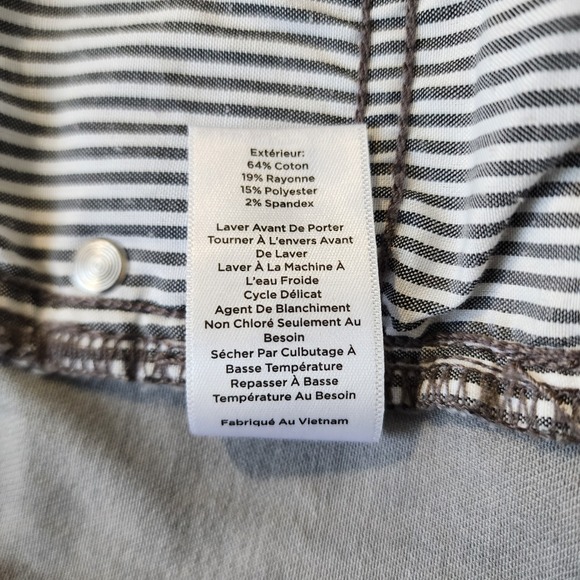 Extérieur:
64% Coton
19% Rayonne
15% Polyester
2% Spandex
Laver Avant De Porter
Tourner À L'envers Avant
De Laver
Laver À La Machine À
L'eau Froide
Cycle Délicat
Agent De Blanchiment
Non Chloré Seulement Au
Besoin
Sécher Par Culbutage À
Basse Température
Repasser À Basse
Température Au Besoin
Fabriqué Au Vietnam